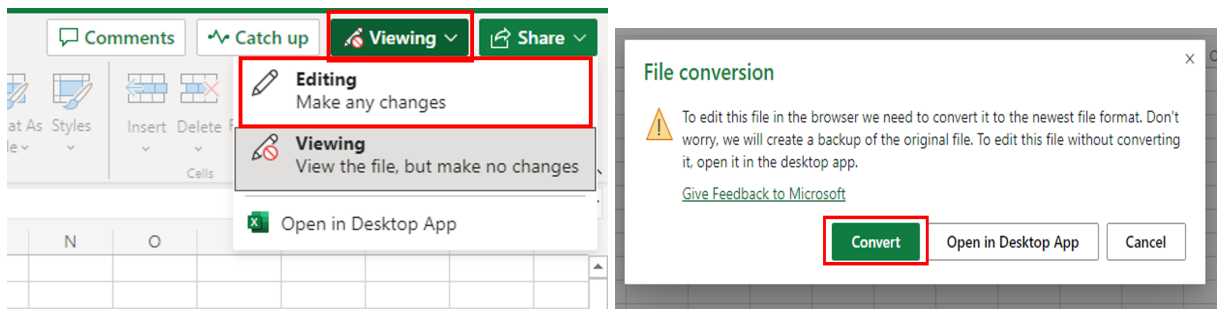 Comments Catch up Viewing Share
Editing
Make any changes
at As Styles Insert Delete
le
Viewing
View the file, but make no changes
Cells
Open in Desktop App
N O
File conversion
To edit this file in the browser we need to convert it to the newest file format. Don't
worry, we will create a backup of the original file. To edit this file without converting
it, open it in the desktop app.
Give Feedback to Microsoft
Convert Open in Desktop App Cancel